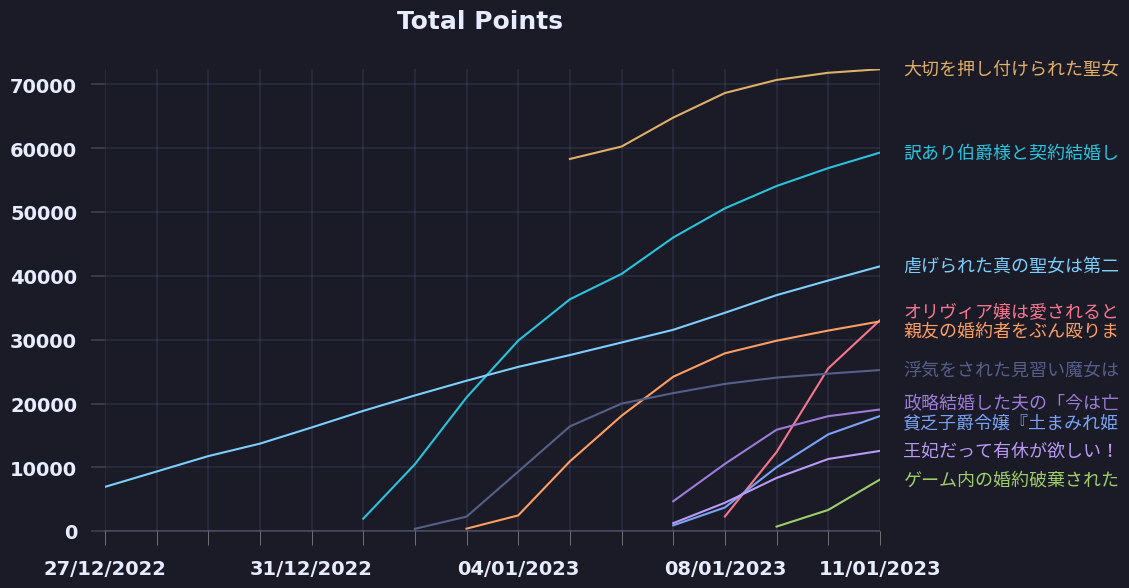 Total Points
70000
60000
50000
40000
30000
20000
10000
0
27/12/2022
31/12/2022
04/01/2023
08/01/2023
11/01/2023
大切を押し付けられた聖女
訳あり伯爵様と契約結婚し
虐げられた真の聖女は第二
オリヴィア嬢は愛されると
親友の婚約者をぶん殴りま
浮気をされた見習い魔女は
政略結婚した夫の「今は亡
貧乏子爵令嬢『土まみれ姫
王妃だって有休が欲しい！
ゲーム内の婚約破棄された